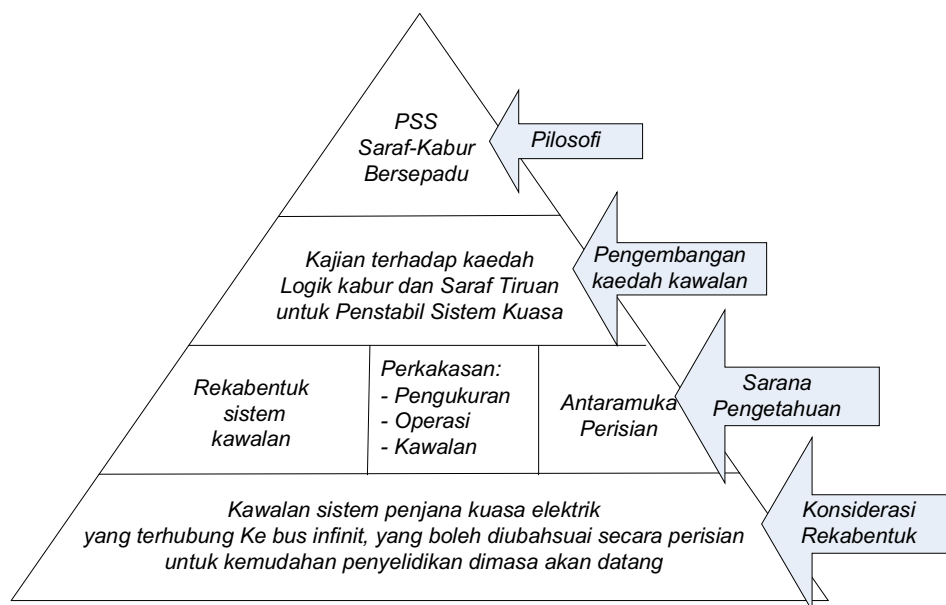 PSS
Saraf-Kabur
Bersepadu
Pilosofi
Kajian terhadap kaedah
Logik kabur dan Saraf Tiruan
untuk Penstabil Sistem Kuasa
Pengembangan
kaedah kawalan
Rekabentuk
sistem
kawalan
Perkakasan:
- Pengukuran
- Operasi
- Kawalan
Antaramuka
Perisian
Sarana
Pengetahuan
Kawalan sistem penjana kuasa elektrik
yang terhubung Ke bus infinit, yang boleh diubahsuai secara perisian
untuk kemudahan penyelidikan dimasa akan datang
Konsiderasi
Rekabentuk